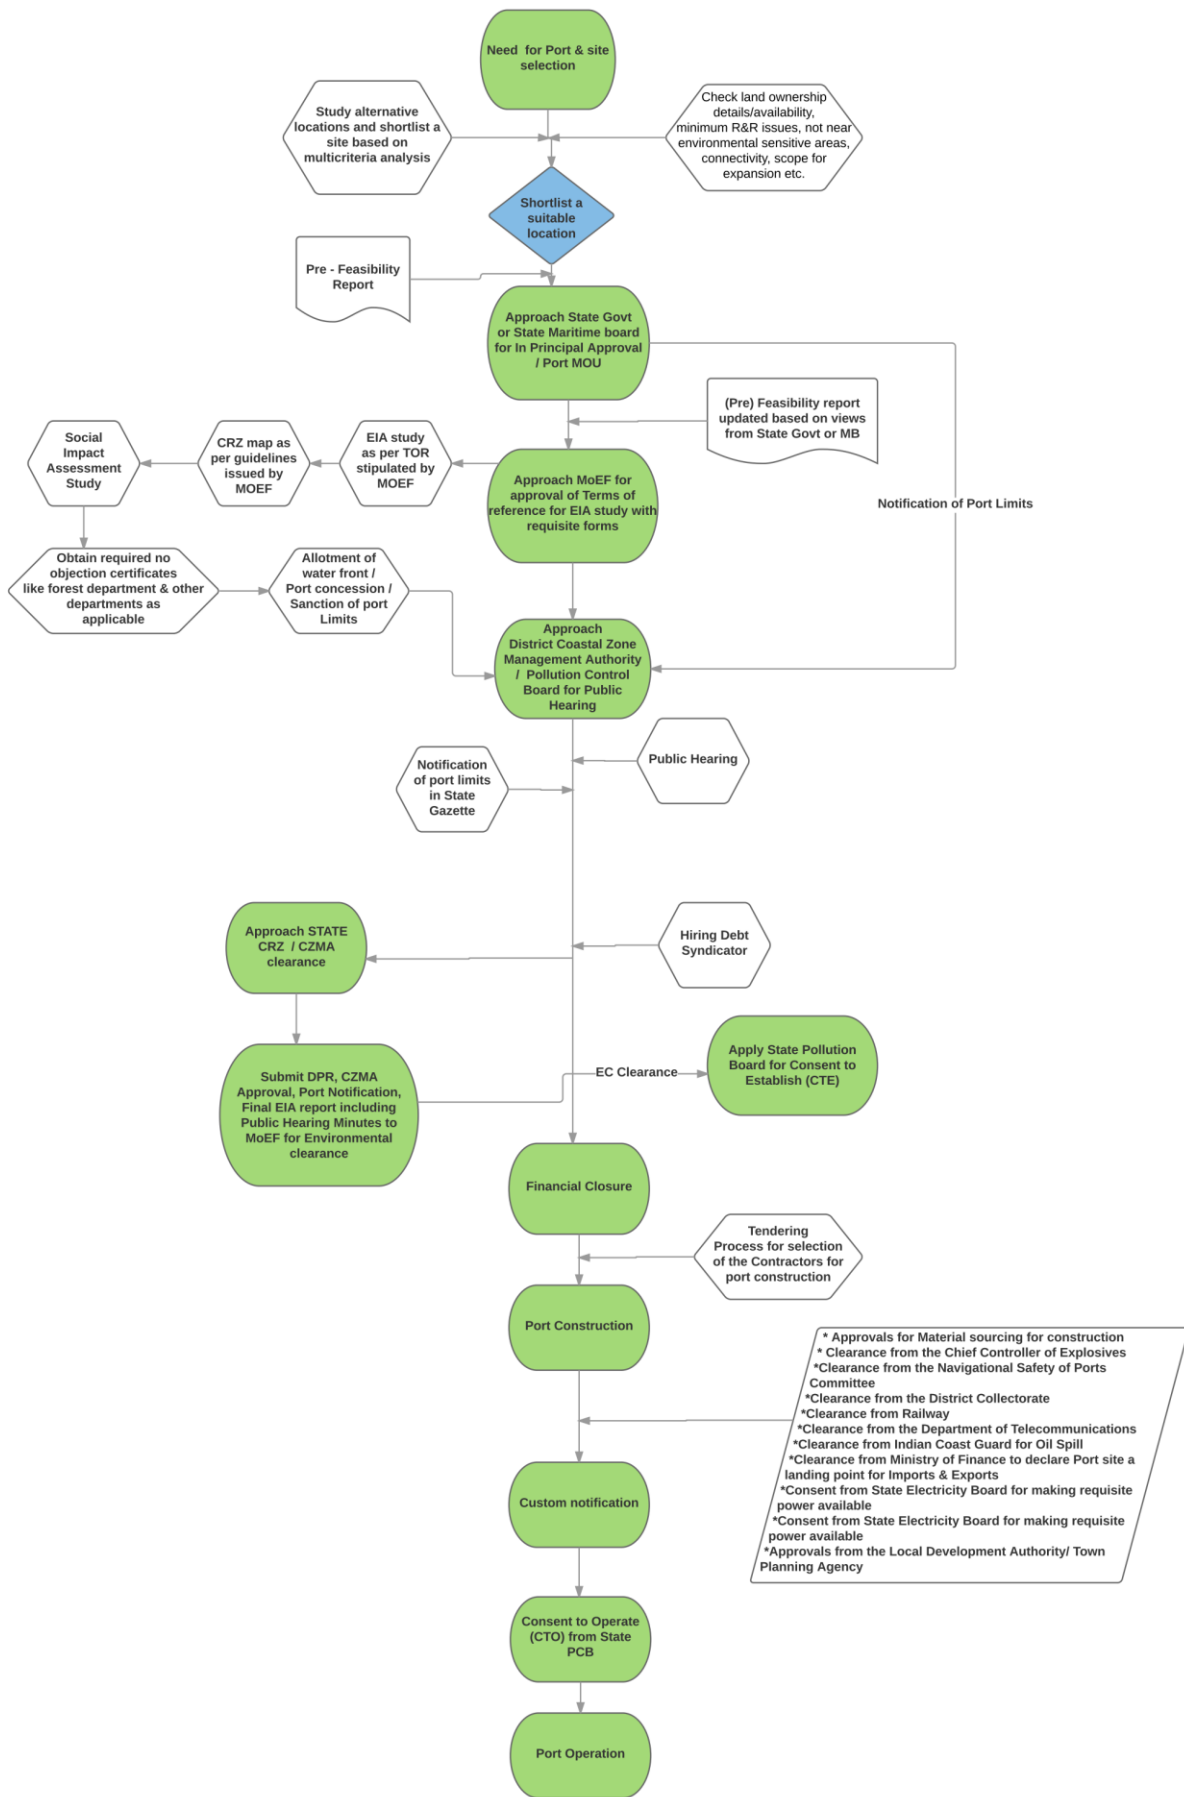 Need for Port & site
selection
Study alternative
locations and shortlist a
site based on
multicriteria analysis
Check land ownership
details/availability,
minimum R&R issues, not near
environmental sensitive areas,
connectivity, scope for
expansion etc.
Shortlist a
suitable
location
Pre - Feasibility
Report
Approach State Govt
or State Maritime board
for In Principal Approval
/ Port MOU
(Pre) Feasibility report
updated based on views
from State Govt or MB
Social
Impact
Assessment
Study
CRZ map as
per guidelines
issued by
MOEF
EIA study
as per TOR
stipulated by
MOEF
Approach MoEF for
approval of Terms of
reference for EIA study with
requisite forms
Notification of Port Limits
Obtain required no
objection certificates
like forest department & other
departments as
applicable
Allotment of
water front /
Port concession /
Sanction of port
Limits
Approach
District Coastal Zone
Management Authority
/ Pollution Control
Board for Public
Hearing
Public Hearing
Notification
of port limits
in State
Gazette
Approach STATE
CRZ / CZMA
clearance
Hiring Debt
Syndicator
Submit DPR, CZMA
Approval, Port Notification,
Final EIA report including
Public Hearing Minutes to
MoEF for Environmental
clearance
EC Clearance
Apply State Pollution
Board for Consent to
Establish (CTE)
Financial Closure
Tendering
Process for selection
of the Contractors for
port construction
Port Construction
* Approvals for Material sourcing for construction
* Clearance from the Chief Controller of Explosives
*Clearance from the Navigational Safety of Ports
Committee
*Clearance from the District Collectorate
*Clearance from Railway
*Clearance from the Department of Telecommunications
*Clearance from Indian Coast Guard for Oil Spill
*Clearance from Ministry of Finance to declare Port site a
landing point for Imports & Exports
*Consent from State Electricity Board for making requisite
power available
*Consent from State Electricity Board for making requisite
power available
*Approvals from the Local Development Authority/ Town
Planning Agency
Custom notification
Consent to Operate
(CTO) from State
PCB
Port Operation